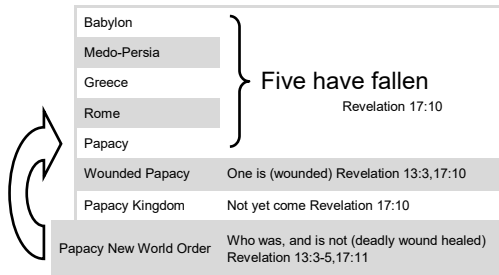 Babylon
Medo-Persia
Greece
Rome
Papacy
Five have fallen
Revelation 17:10
Wounded Papacy One is (wounded) Revelation 13:3,17:10
Papacy Kingdom Not yet come Revelation 17:10
Papacy New World Order Who was, and is not (deadly wound healed)
Revelation 13:3-5,17:11